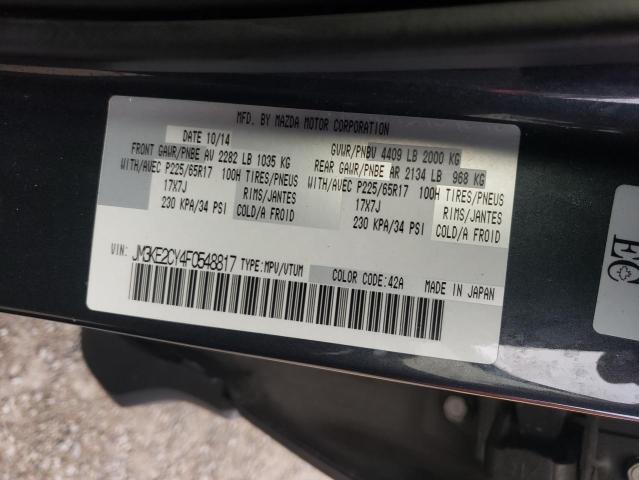 MFD. BY MAZDA MOTOR CORPORATION
DATE 10/14
GVWR/PNBV 4409 LB 2000 KG
FRONT GAWR/PNBE AV 2282 LB 1035 KG
REAR GAWR/PNBE AR 2134 LB 968 KG
WITH/AVEC P225/65R17 100H TIRES/PNEUS
WITH/AVEC P225/65R17 100H TIRES/PNEUS
17X7J RIMS/JANTES
17X7J RIMS/JANTES
230 KPA/34 PSI COLD/A FROID
230 KPA/34 PSI COLD/A FROID
VIN: JM3KE2CY4F0548817 TYPE:MPV/VTUM
COLOR CODE:42A MADE IN JAPAN
EC